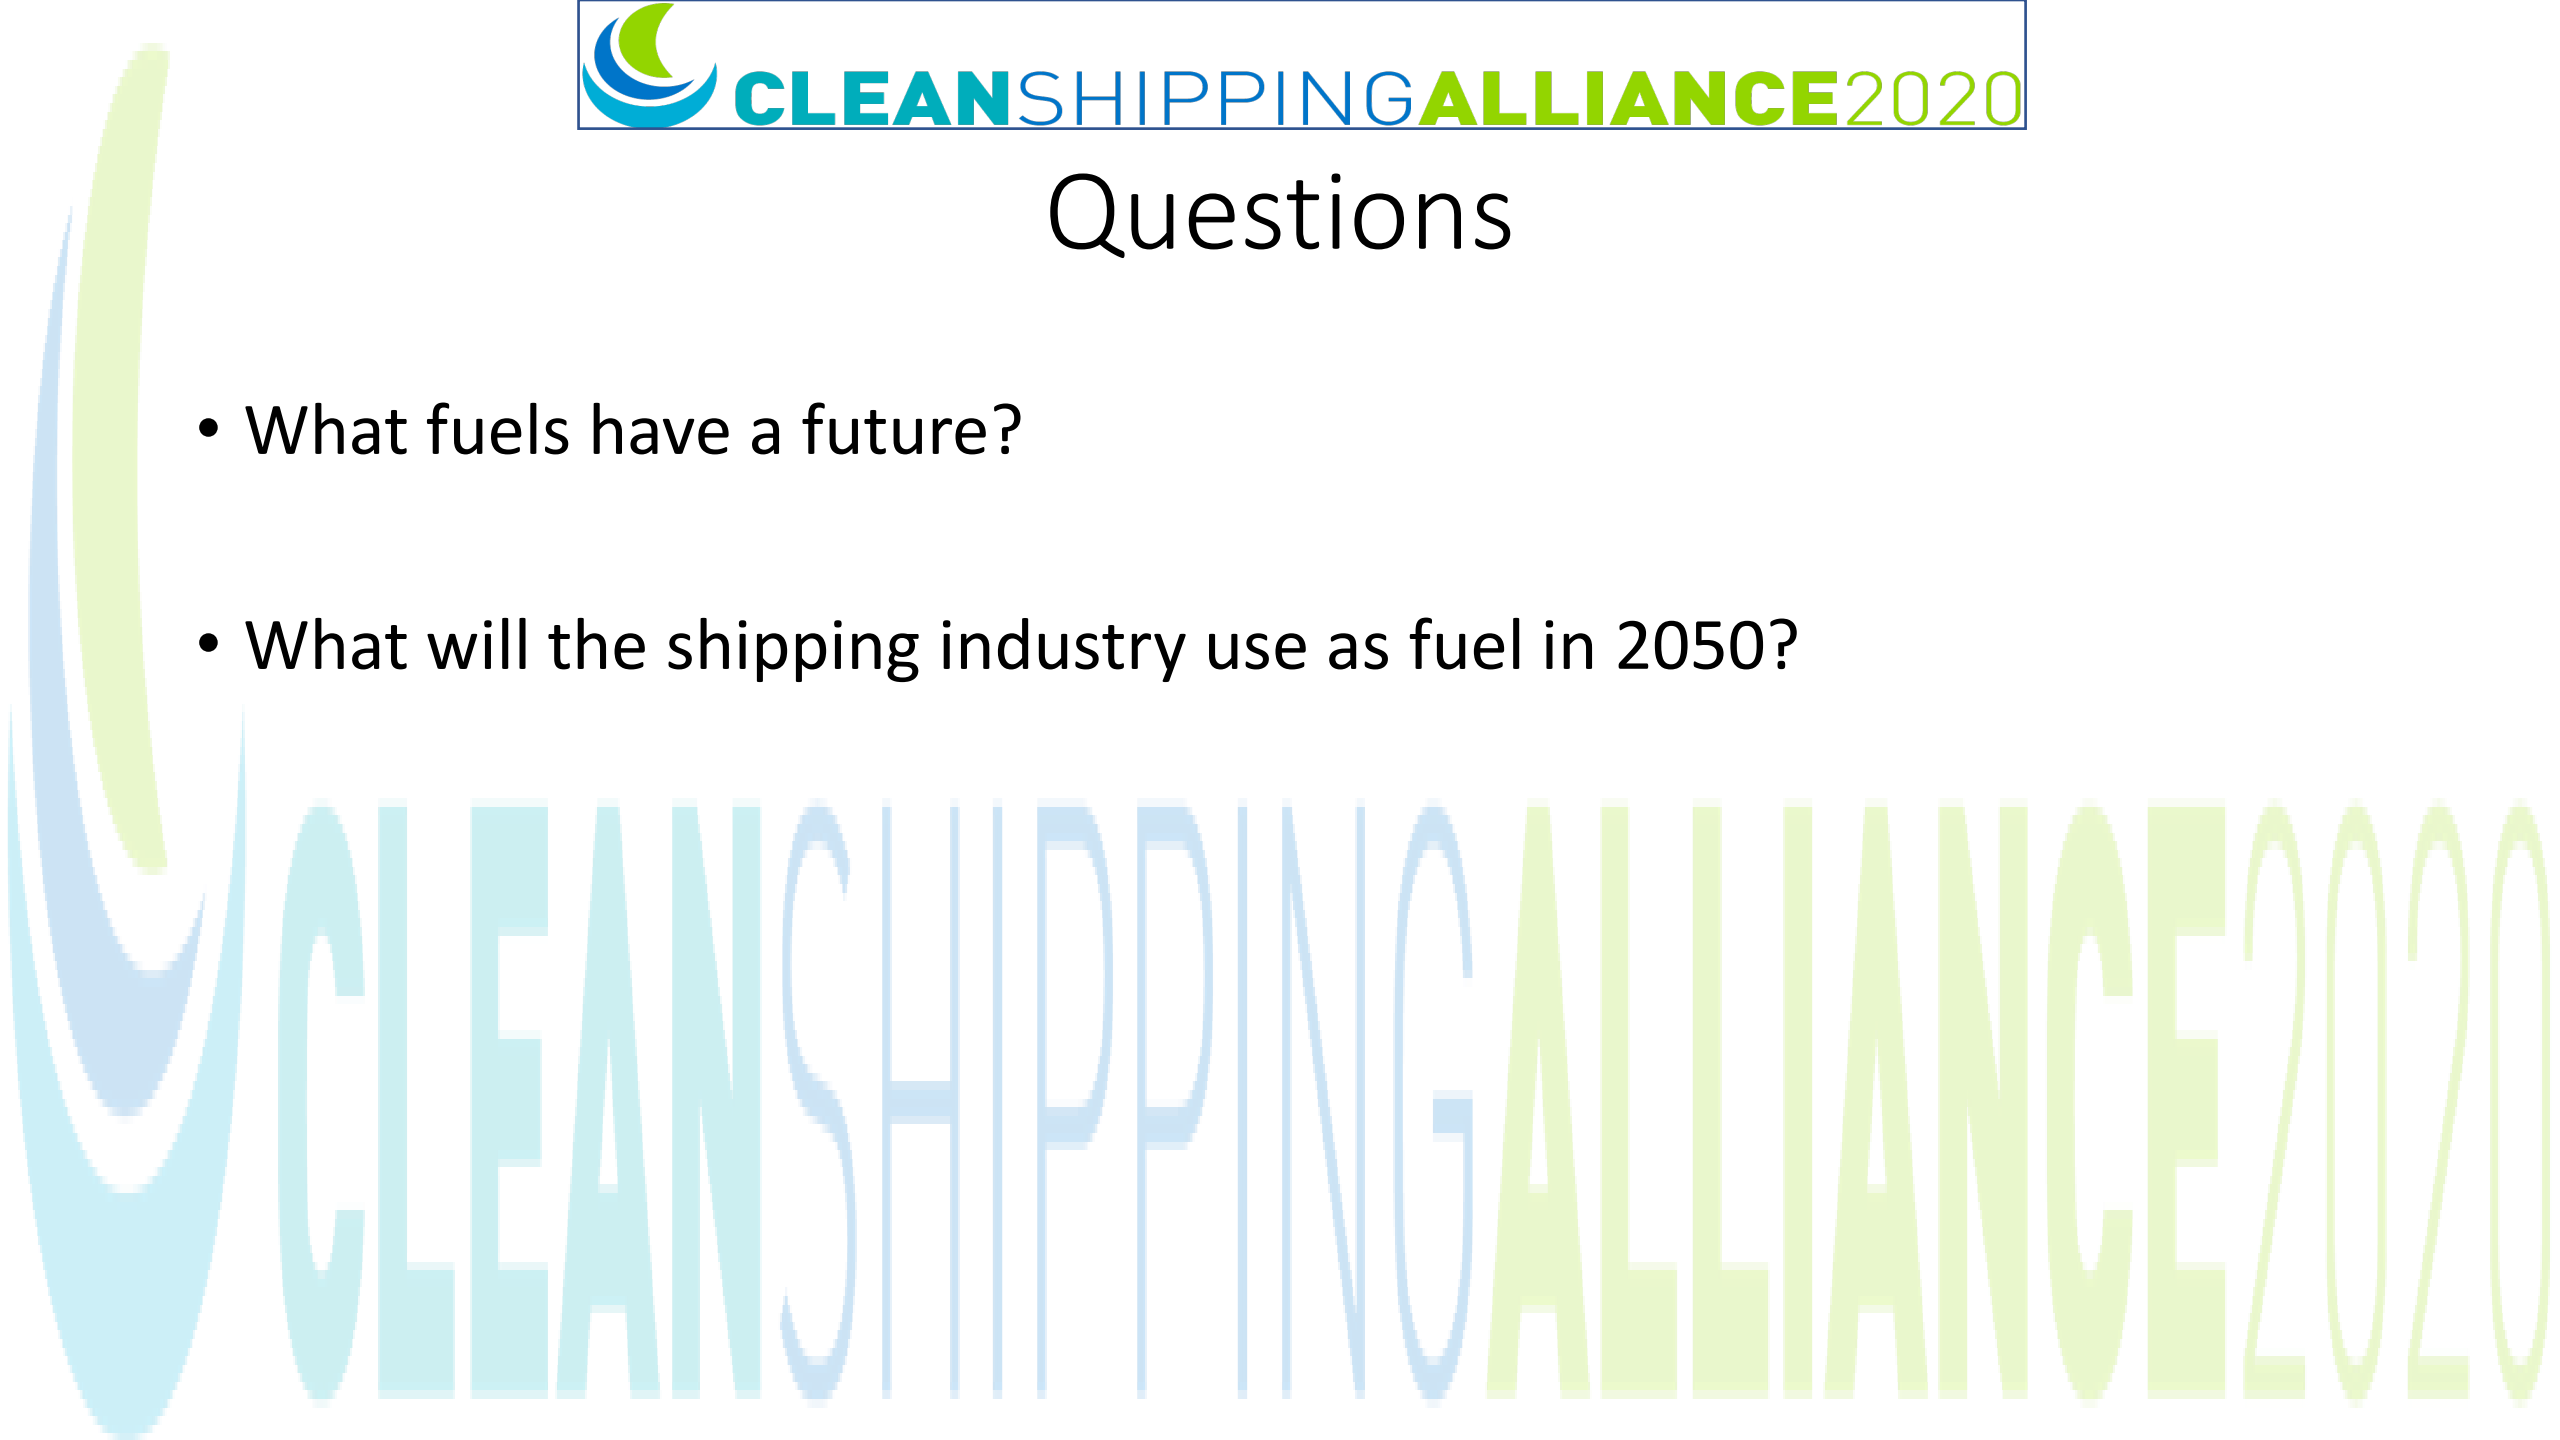 CLEANSHIPPINGALLIANCE2020
Questions
• What fuels have a future?
• What will the shipping industry use as fuel in 2050?
CLEANSHIPPINGALLIANCE2020